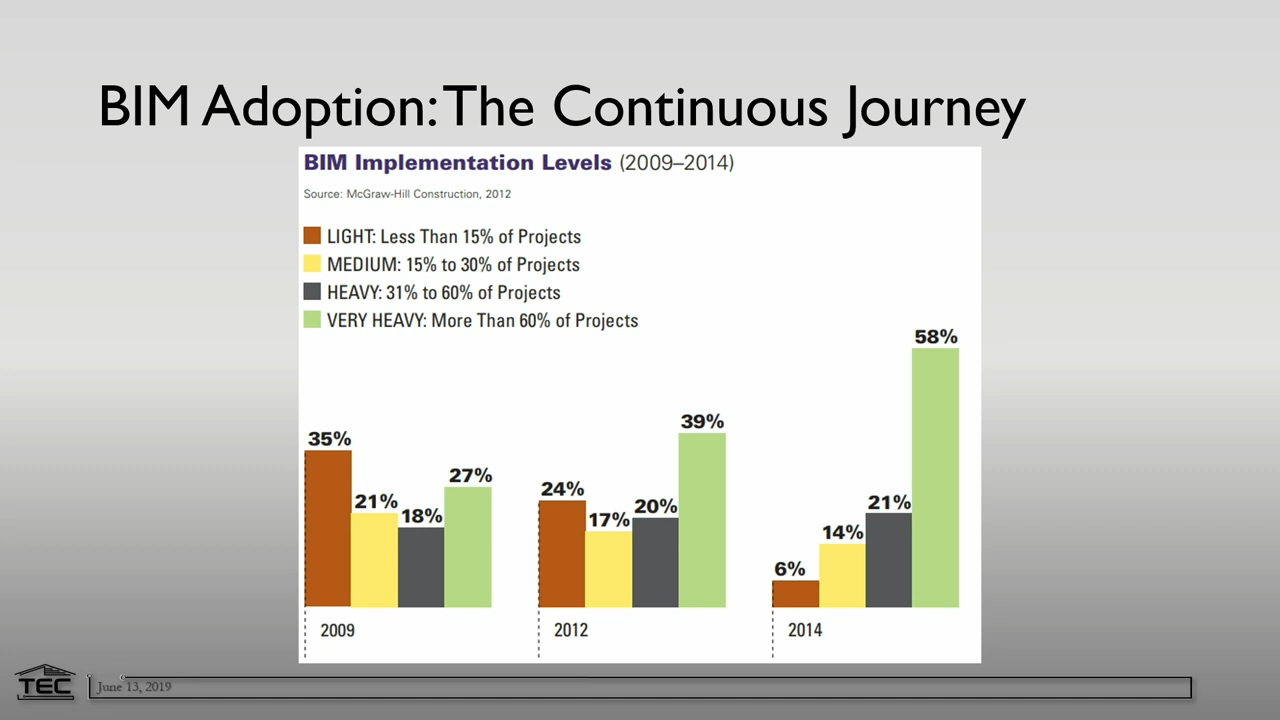 BIM Adoption: The Continuous Journey
BIM Implementation Levels (2009–2014)
Source: McGraw-Hill Construction, 2012
LIGHT: Less Than 15% of Projects
MEDIUM: 15% to 30% of Projects
HEAVY: 31% to 60% of Projects
VERY HEAVY: More Than 60% of Projects
35%
21%
18%
27%
24%
17%
20%
39%
6%
14%
21%
58%
2009
2012
2014
TEC
June 13, 2019